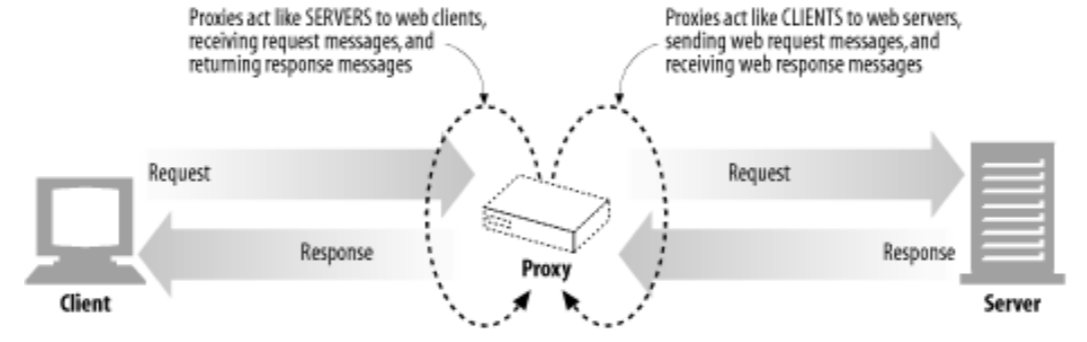 Proxies act like SERVERS to web clients,
receiving request messages, and
returning response messages
Proxies act like CLIENTS to web servers,
sending web request messages, and
receiving web response messages
Request
Request
Response
Response
Proxy
Client
Server